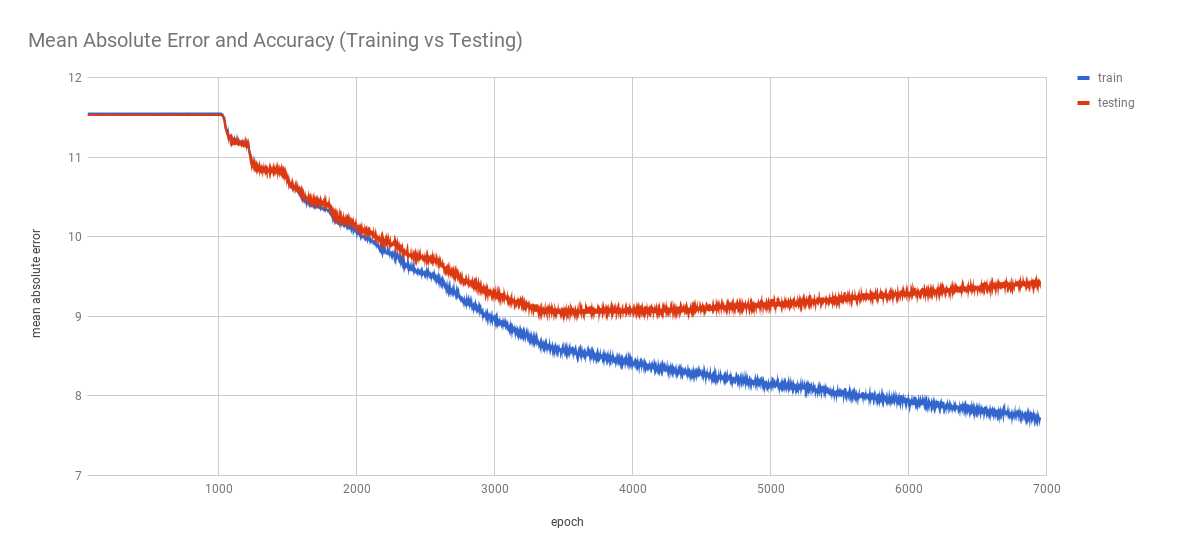 Mean Absolute Error and Accuracy (Training vs Testing)
12
11
10
9
8
7
mean absolute error
1000 2000 3000 4000 5000 6000 7000
epoch
train
testing